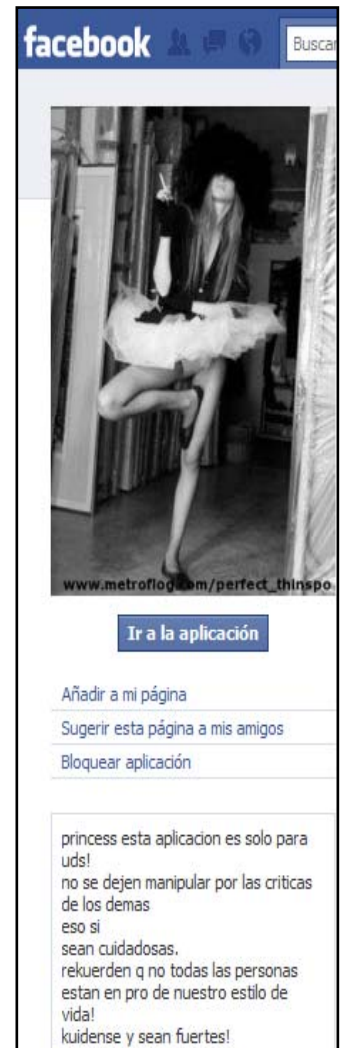 facebook
Buscar
www.metroflog.com/perfect_thinspo
Ir a la aplicación
Añadir a mi página
Sugerir esta página a mis amigos
Bloquear aplicación
princess esta aplicacion es solo para
uds!
no se dejen manipular por las criticas
de los demas
eso si
sean cuidadosas.
rekuerden q no todas las personas
estan en pro de nuestro estilo de
vida!
kuidense y sean fuertes!